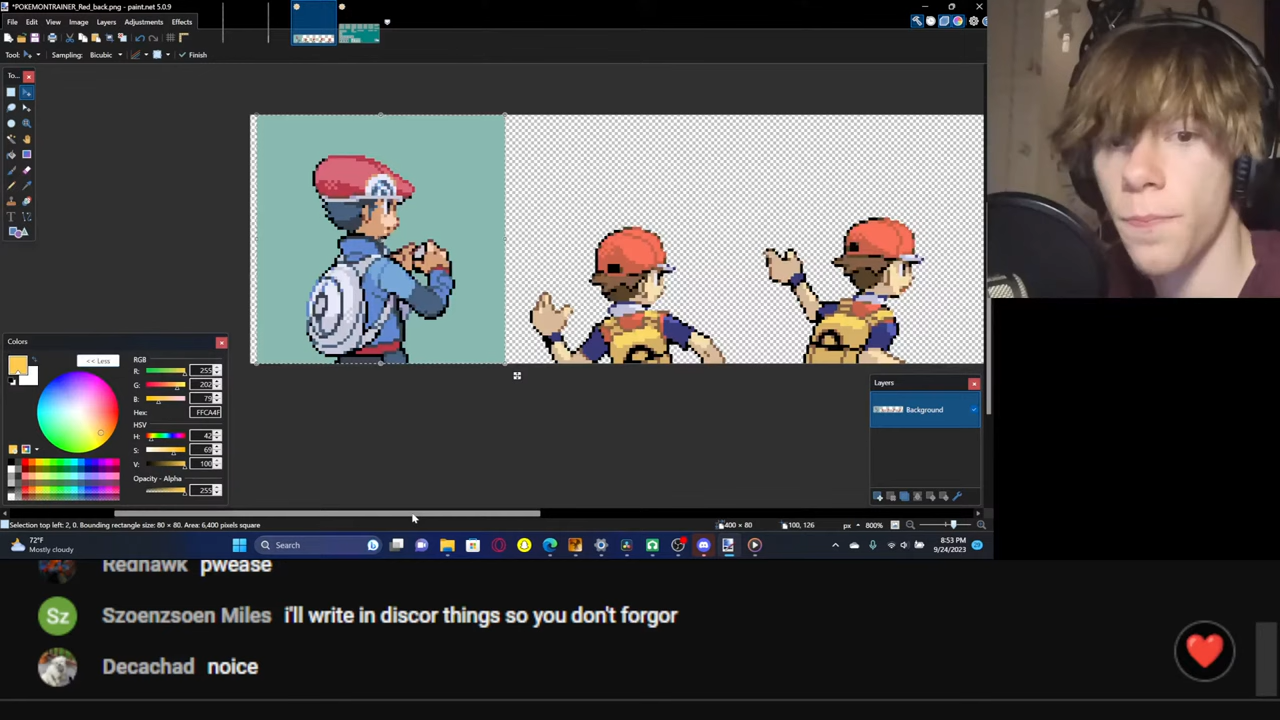 *POKEMONTRAINER_Red_back.png - paint.net 5.0.9
File Edit View Image Layers Adjustments Effects
Tool: Sampling: Bicubic Finish
To...
Colors
<< Less
RGB
R: 255
G: 202
B: 79
Hex: FFCA4F
HSV
H: 42
S: 69
V: 100
Opacity - Alpha
255
Layers
Background
Selection top left: 2, 0. Bounding rectangle size: 80 × 80. Area: 6,400 pixels square
400 × 80
100, 126
px
800%
72°F
Mostly cloudy
Search
8:53 PM
9/24/2023
Redhawk pwease
Sz Szoenzsoen Miles i'll write in discor things so you don't forgor
Decachad noice